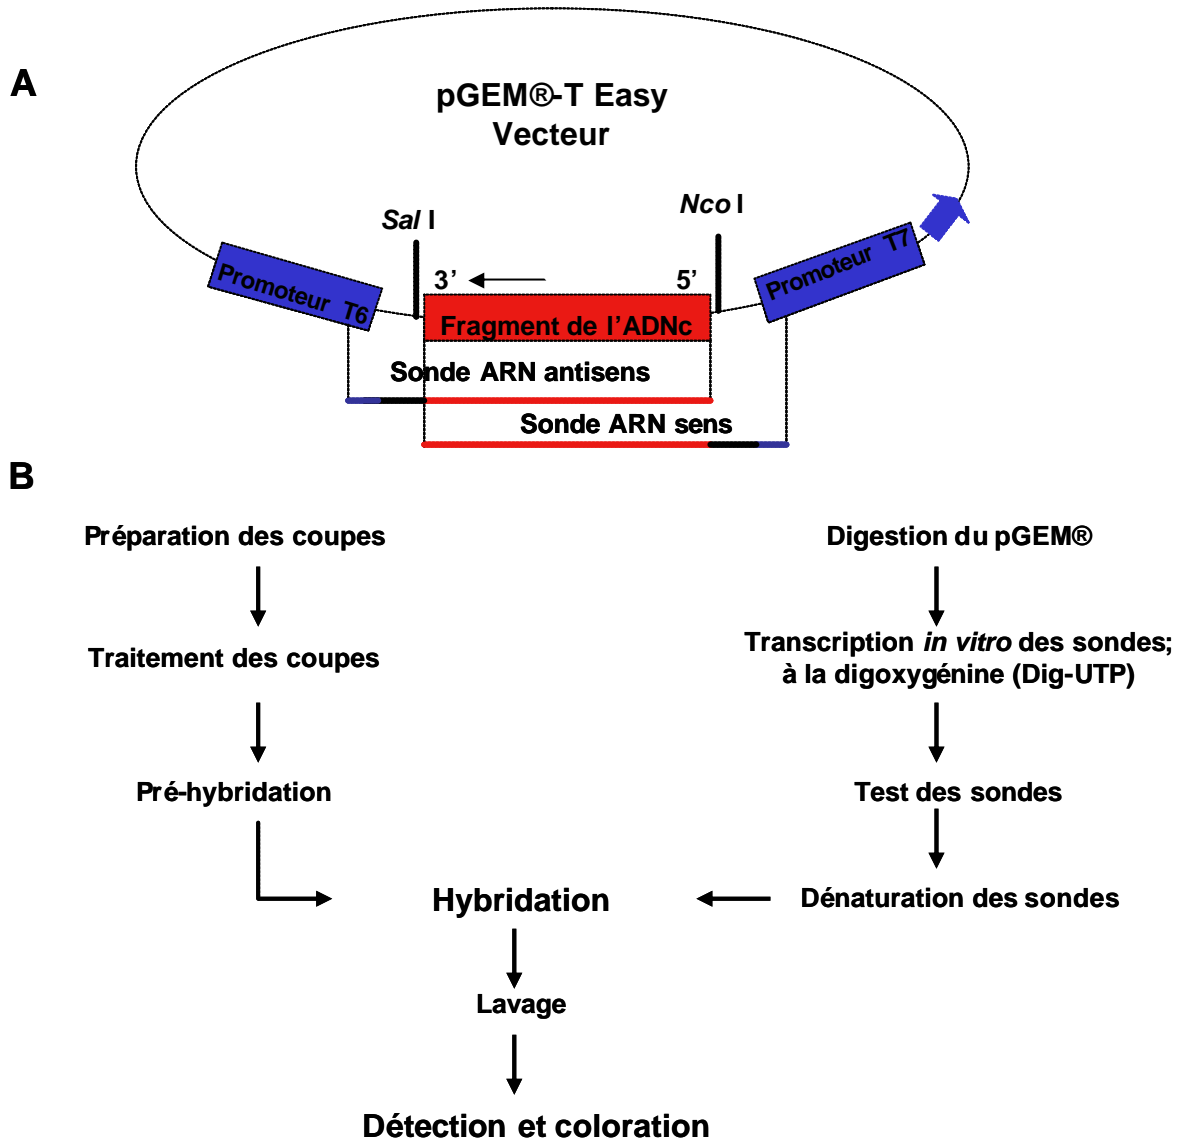 A
pGEM®-T Easy
Vecteur
Sal I
Nco I
Promoteur T6
3’
5’
Promoteur T7
Fragment de l’ADNc
Sonde ARN antisens
Sonde ARN sens
B
Préparation des coupes
Digestion du pGEM®
Traitement des coupes
Transcription in vitro des sondes;
à la digoxygénine (Dig-UTP)
Pré-hybridation
Test des sondes
Hybridation
Dénaturation des sondes
Lavage
Détection et coloration